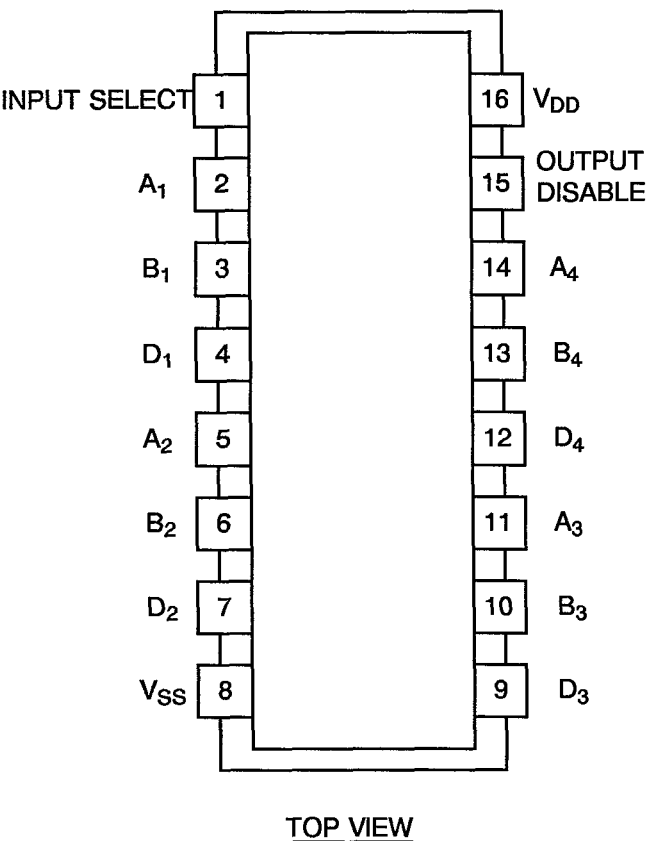 INPUT SELECT 1 16 VDD
A1 2 15 OUTPUT DISABLE
B1 3 14 A4
D1 4 13 B4
A2 5 12 D4
B2 6 11 A3
D2 7 10 B3
VSS 8 9 D3
TOP VIEW